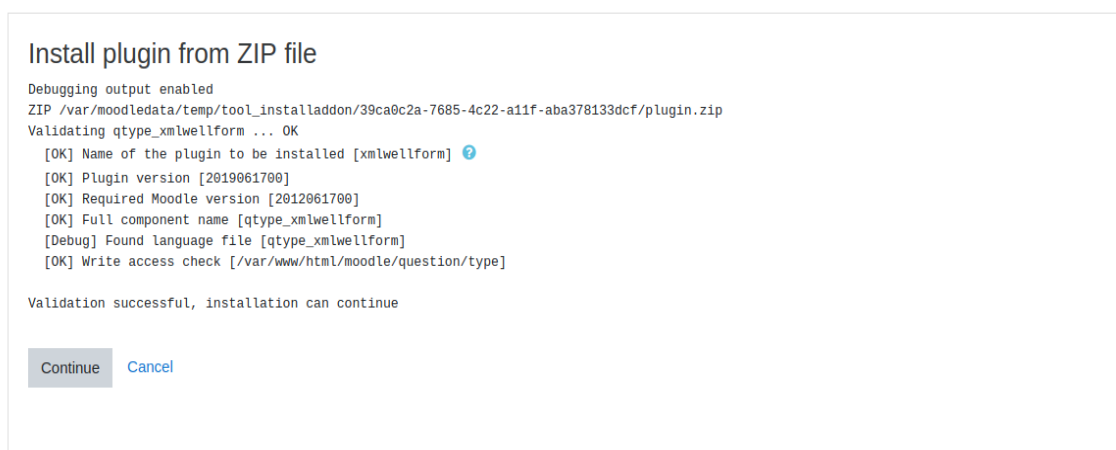 Install plugin from ZIP file
Debugging output enabled
ZIP /var/moodledata/temp/tool_installaddon/39ca0c2a-7685-4c22-a11f-aba378133dcf/plugin.zip
Validating qtype_xmlwellform ... OK
[OK] Name of the plugin to be installed [xmlwellform] ?
[OK] Plugin version [2019061700]
[OK] Required Moodle version [2012061700]
[OK] Full component name [qtype_xmlwellform]
[Debug] Found language file [qtype_xmlwellform]
[OK] Write access check [/var/www/html/moodle/question/type]
Validation successful, installation can continue
Continue Cancel